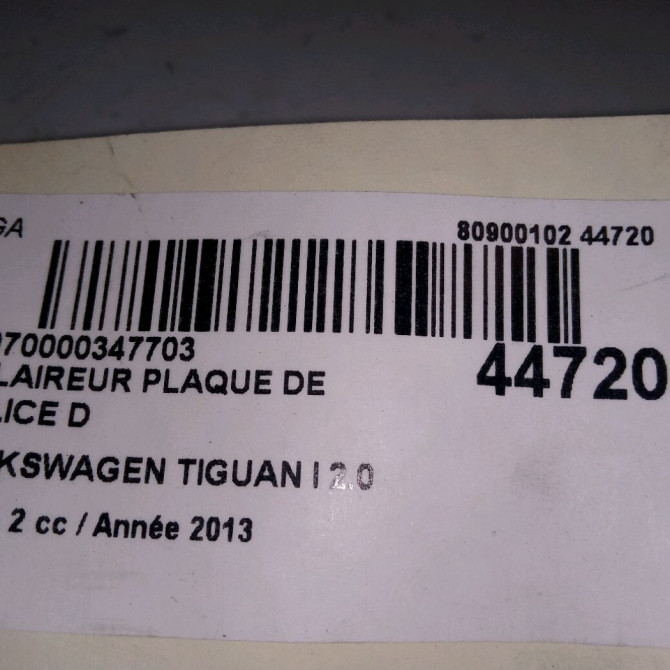 GA 80900102 44720
070000347703
44720
LAIREUR PLAQUE DE
LICE D
KSWAGEN TIGUAN I 2.0
2 cc / Année 2013